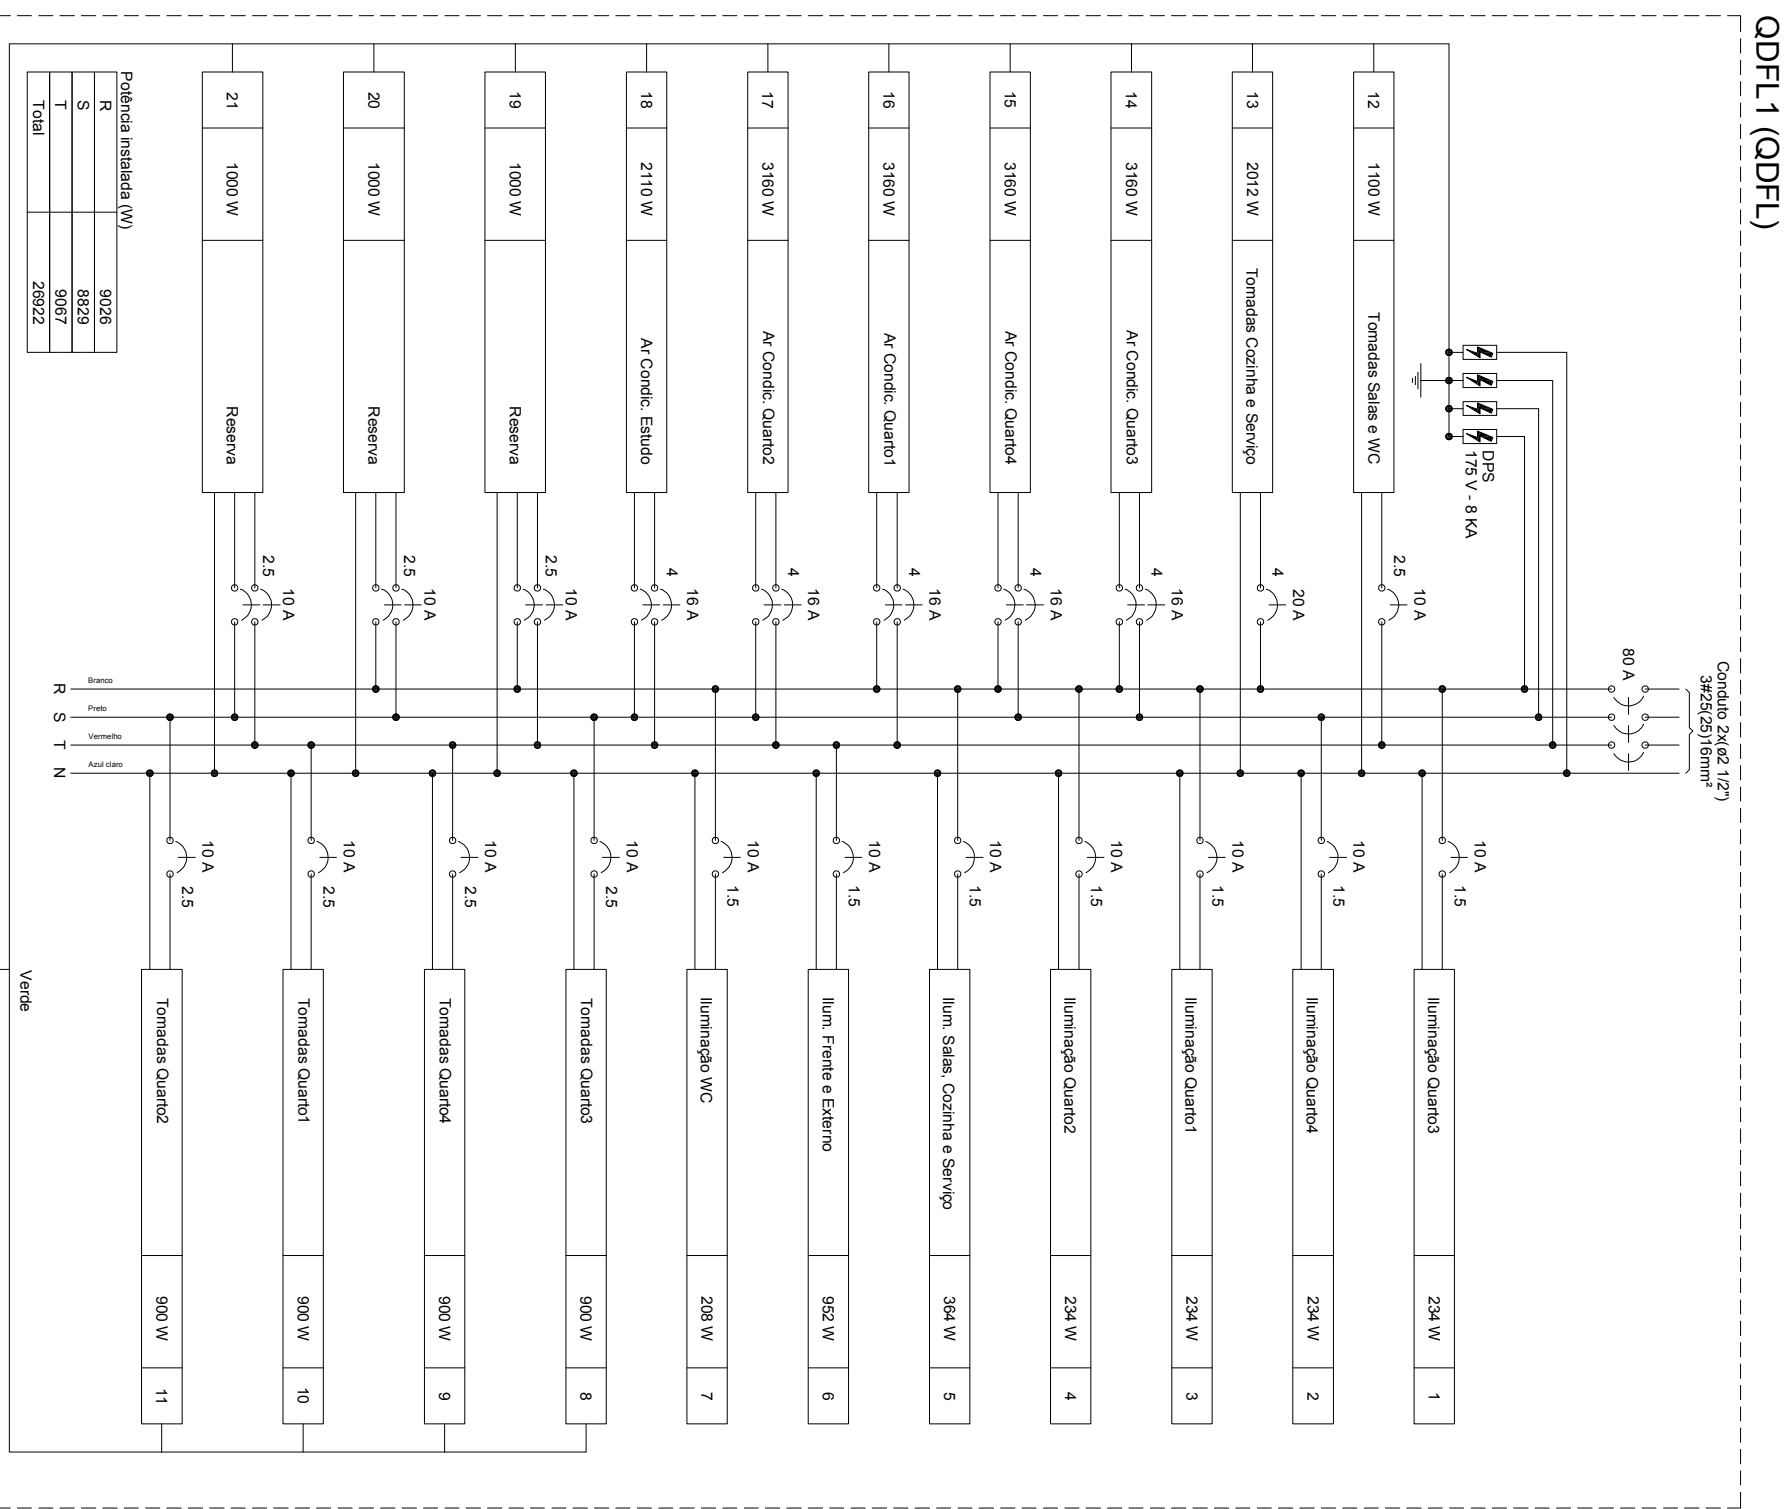 QDFL1 (QDFL)
Conduto 2x(ø2 1/2")
3#25(25)16mm²
80 A
DPS
175 V - 8 KA
12
1100 W
Tomadas Salas e WC
2.5
10 A
13
2012 W
Tomadas Cozinha e Serviço
4
20 A
14
3160 W
Ar Condic. Quarto3
4
16 A
15
3160 W
Ar Condic. Quarto4
4
16 A
16
3160 W
Ar Condic. Quarto1
4
16 A
17
3160 W
Ar Condic. Quarto2
4
16 A
18
2110 W
Ar Condic. Estudo
4
16 A
19
1000 W
Reserva
2.5
10 A
20
1000 W
Reserva
2.5
10 A
21
1000 W
Reserva
2.5
10 A
10 A
1.5
Iluminação Quarto3
234 W
1
10 A
1.5
Iluminação Quarto4
234 W
2
10 A
1.5
Iluminação Quarto1
234 W
3
10 A
1.5
Iluminação Quarto2
234 W
4
10 A
1.5
Ilum. Salas, Cozinha e Serviço
364 W
5
10 A
1.5
Ilum. Frente e Externo
952 W
6
10 A
1.5
Iluminação WC
208 W
7
10 A
2.5
Tomadas Quarto3
900 W
8
10 A
2.5
Tomadas Quarto4
900 W
9
10 A
2.5
Tomadas Quarto1
900 W
10
10 A
2.5
Tomadas Quarto2
900 W
11
R Branco
S Preto
T Vermelho
N Azul claro
Potência instalada (W)
R 9026
S 8829
T 9067
Total 26922
Verde